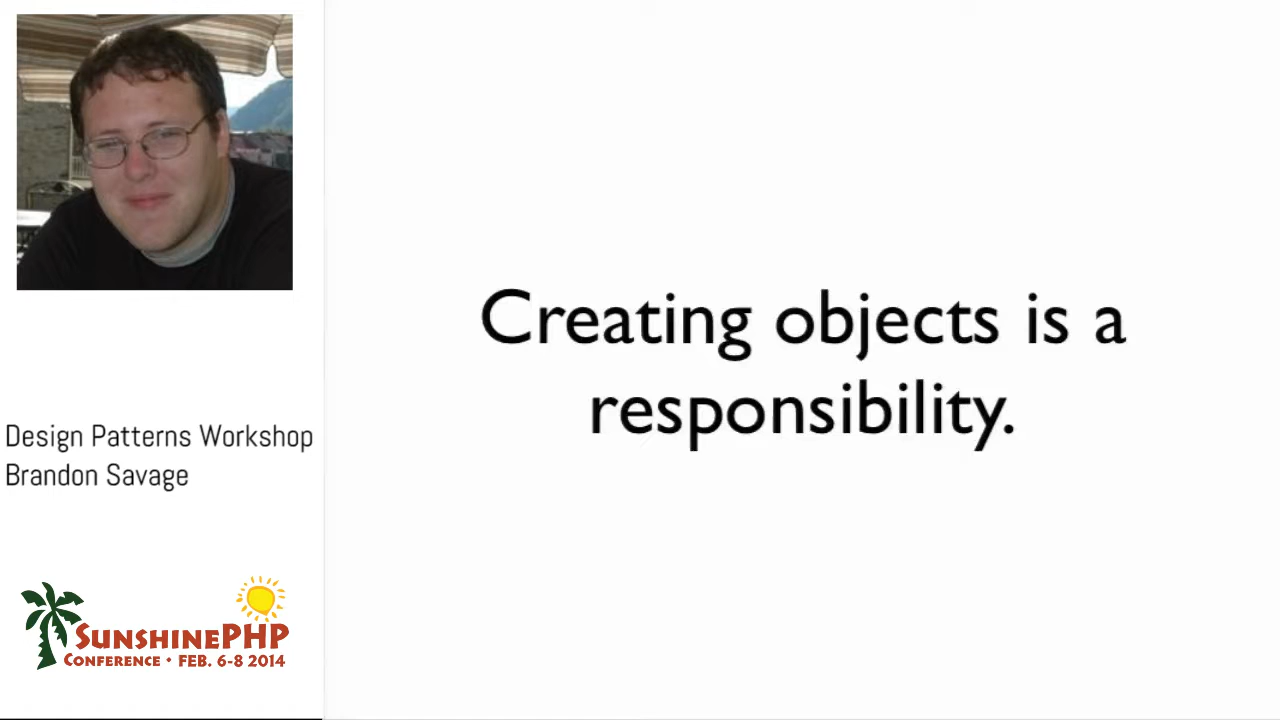 Creating objects is a
responsibility.
Design Patterns Workshop
Brandon Savage
SUNSHINEPHP
CONFERENCE • FEB. 6-8 2014